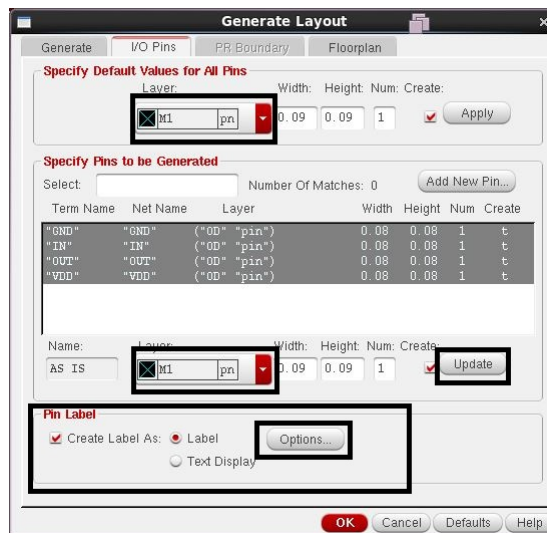 Generate Layout
Generate I/O Pins PR Boundary Floorplan
Specify Default Values for All Pins
Layer: Width: Height: Num: Create:
M1 pn 0.09 0.09 1 Apply
Specify Pins to be Generated
Select: Number Of Matches: 0 Add New Pin...
Term Name Net Name Layer Width Height Num Create
"GND" "GND" ("OD" "pin") 0.08 0.08 1 t
"IN" "IN" ("OD" "pin") 0.08 0.08 1 t
"OUT" "OUT" ("OD" "pin") 0.08 0.08 1 t
"VDD" "VDD" ("OD" "pin") 0.08 0.08 1 t
Name: Layer: Width: Height: Num: Create:
AS IS M1 pn 0.09 0.09 1 Update
Pin Label
Create Label As: Label Options...
Text Display
OK Cancel Defaults Help